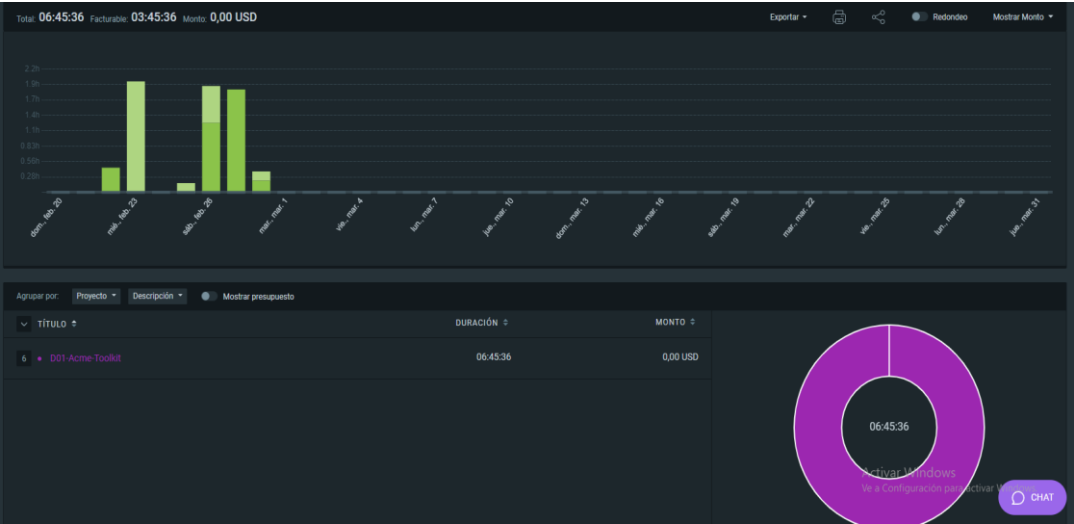 Total: 06:45:36 Facturable: 03:45:36 Monto: 0,00 USD
Exportar Redondeo Mostrar Monto
2.2h
1.9h
1.7h
1.4h
1.1h
0.83h
0.56h
0.28h
dom., feb. 20
mié., feb. 23
sáb., feb. 26
mar., mar. 1
vie., mar. 4
lun., mar. 7
jue., mar. 10
dom., mar. 13
mié., mar. 16
sáb., mar. 19
mar., mar. 22
vie., mar. 25
lun., mar. 28
jue., mar. 31
Agrupar por: Proyecto Descripción Mostrar presupuesto
TÍTULO DURACIÓN MONTO
6 D01-Acme-Toolkit 06:45:36 0,00 USD
06:45:36
Activar Windows
Ve a Configuración para activar
CHAT